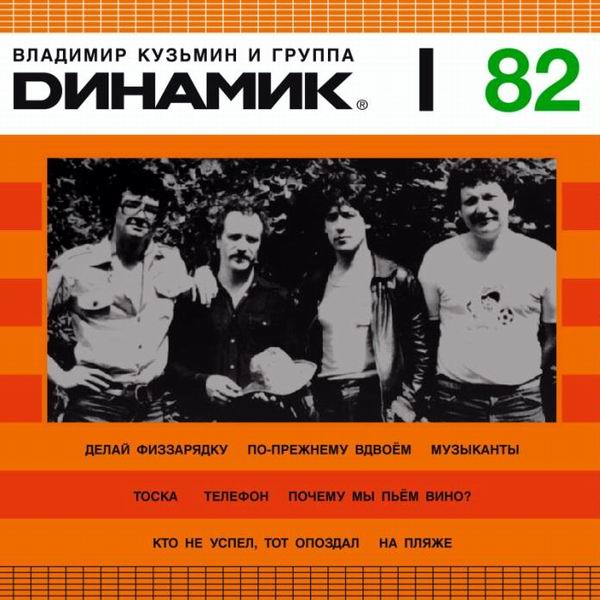 ВЛАДИМИР КУЗЬМИН И ГРУППА
DИНАМИК® I 82
ДЕЛАЙ ФИЗЗАРЯДКУ ПО-ПРЕЖНЕМУ ВДВОЁМ МУЗЫКАНТЫ
ТОСКА ТЕЛЕФОН ПОЧЕМУ МЫ ПЬЁМ ВИНО?
КТО НЕ УСПЕЛ, ТОТ ОПОЗДАЛ НА ПЛЯЖЕ